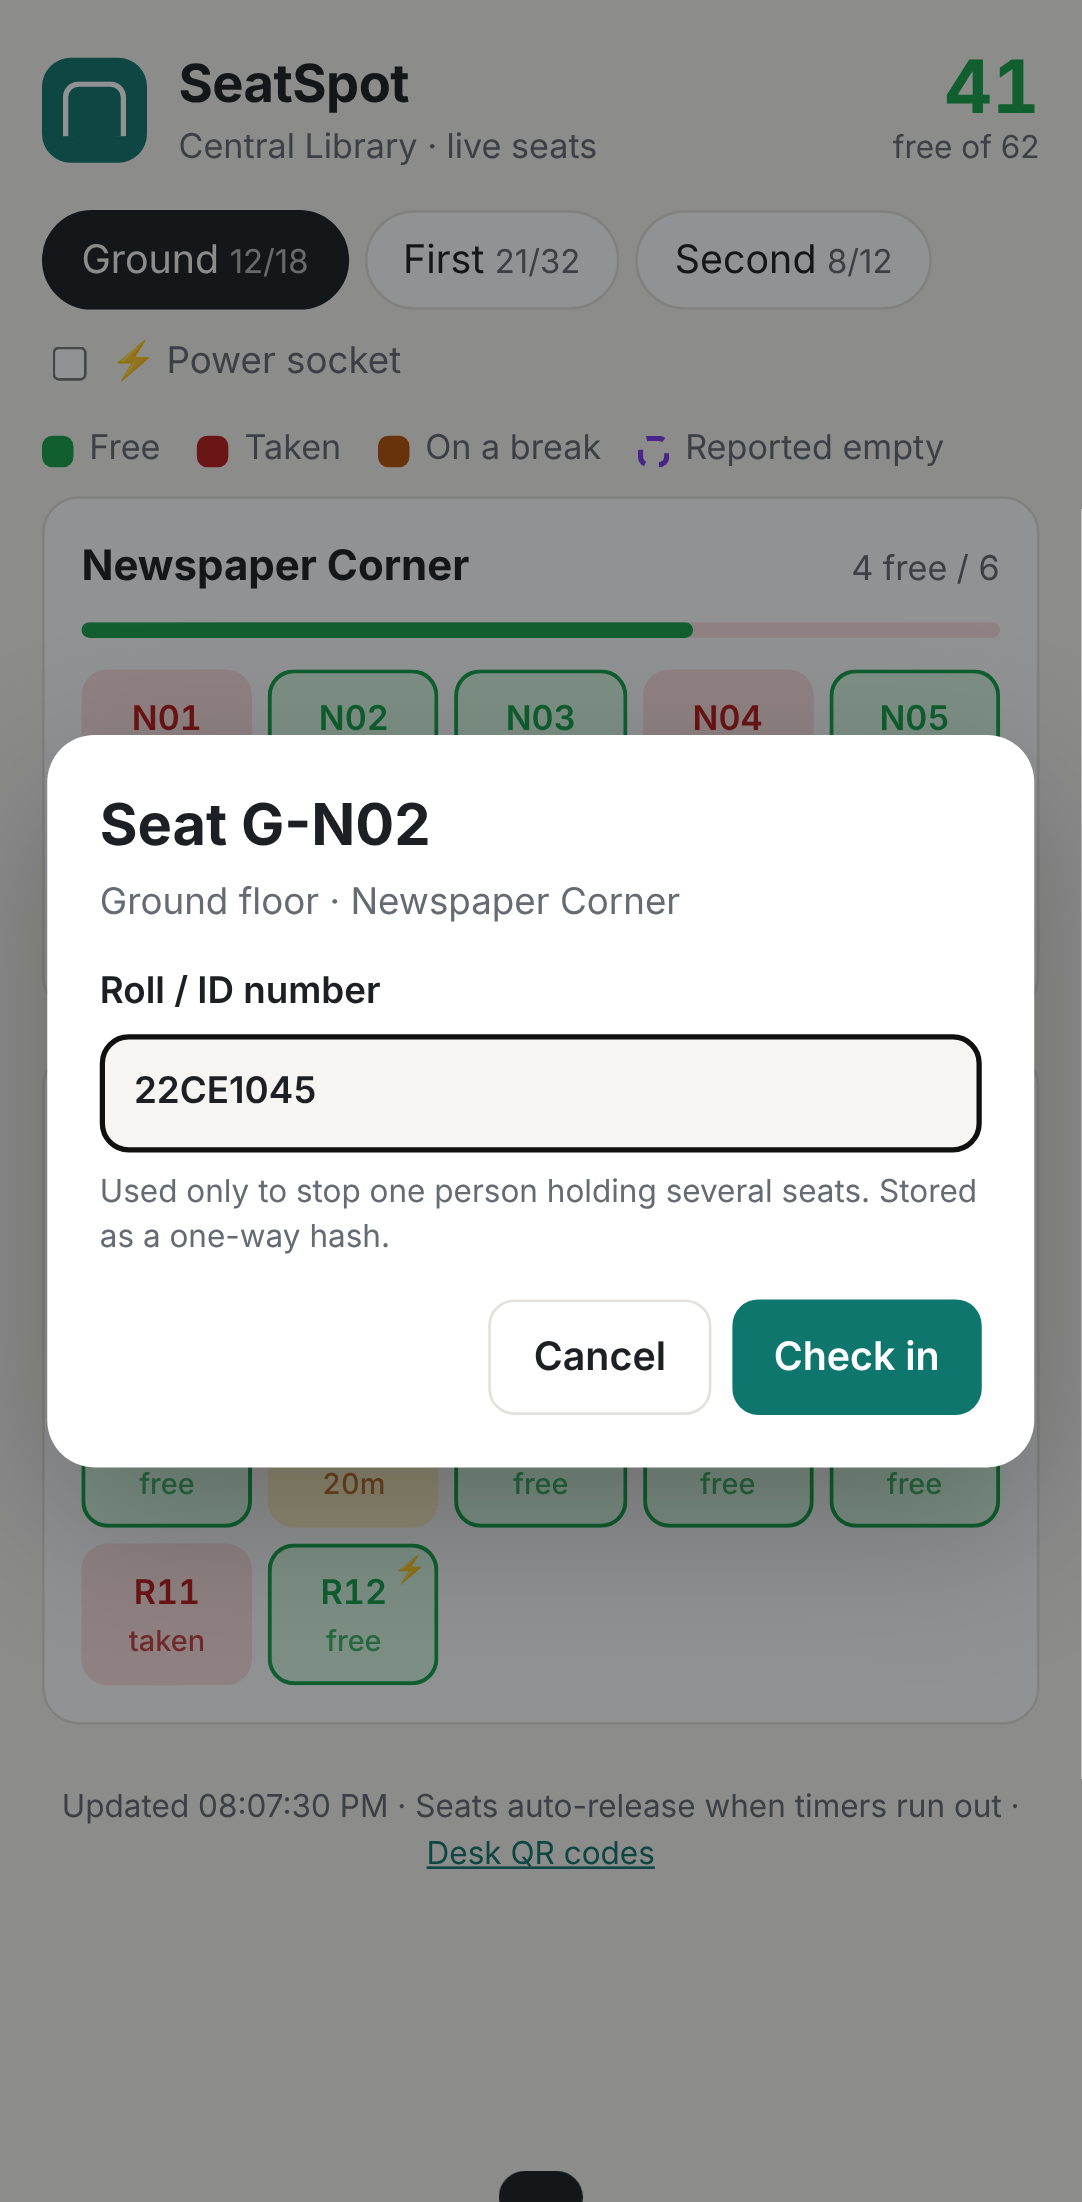 SeatSpot
Central Library · live seats
41
free of 62
Ground 12/18
First 21/32
Second 8/12
⚡ Power socket
Free
Taken
On a break
Reported empty
Newspaper Corner
4 free / 6
N01
N02
N03
N04
N05
Seat G-N02
Ground floor · Newspaper Corner
Roll / ID number
22CE1045
Used only to stop one person holding several seats. Stored
as a one-way hash.
Cancel
Check in
free
20m
free
free
free
R11
taken
R12 ⚡
free
Updated 08:07:30 PM · Seats auto-release when timers run out ·
Desk QR codes